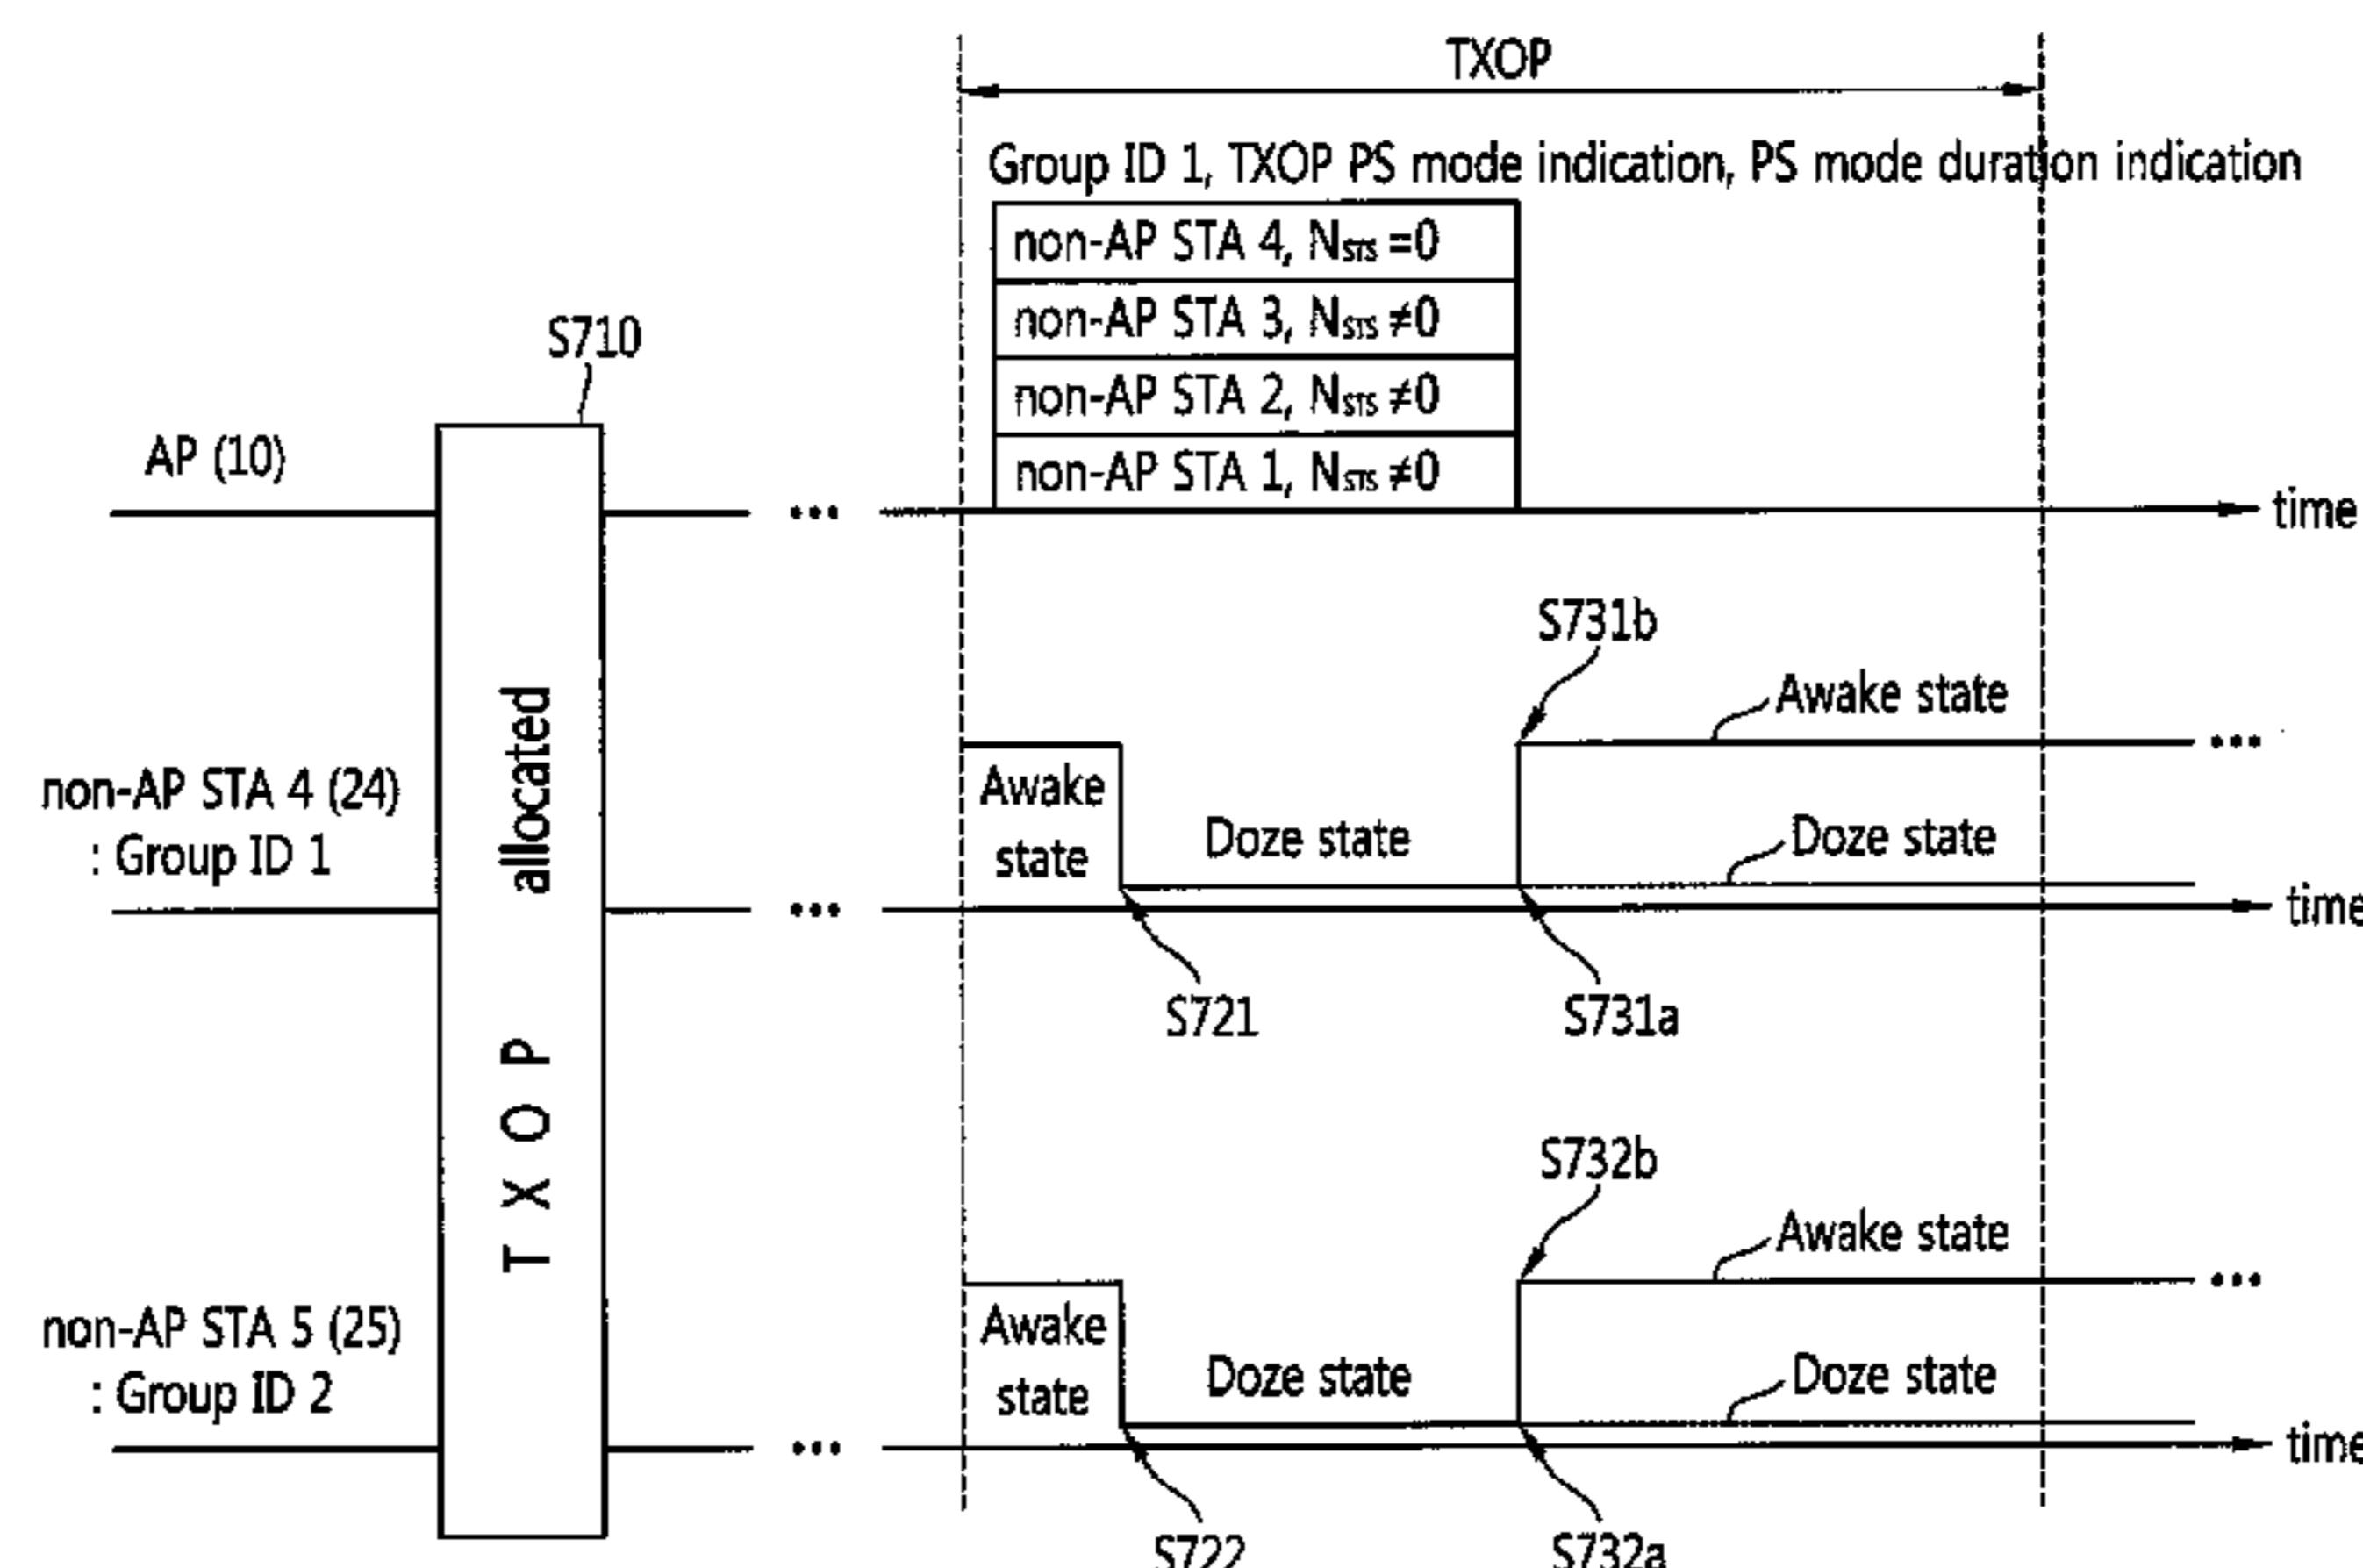 TXOP
Group ID 1, TXOP PS mode indication, PS mode duration indication
non-AP STA 4, NSTS =0
non-AP STA 3, NSTS ≠0
non-AP STA 2, NSTS ≠0
non-AP STA 1, NSTS ≠0
S710
AP (10)
...
time
TXOP allocated
S731b
Awake state
...
non-AP STA 4 (24)
: Group ID 1
Awake
state
Doze state
Doze state
...
time
S721
S731a
S732b
Awake state
...
non-AP STA 5 (25)
: Group ID 2
Awake
state
Doze state
Doze state
...
time
S722
S732a